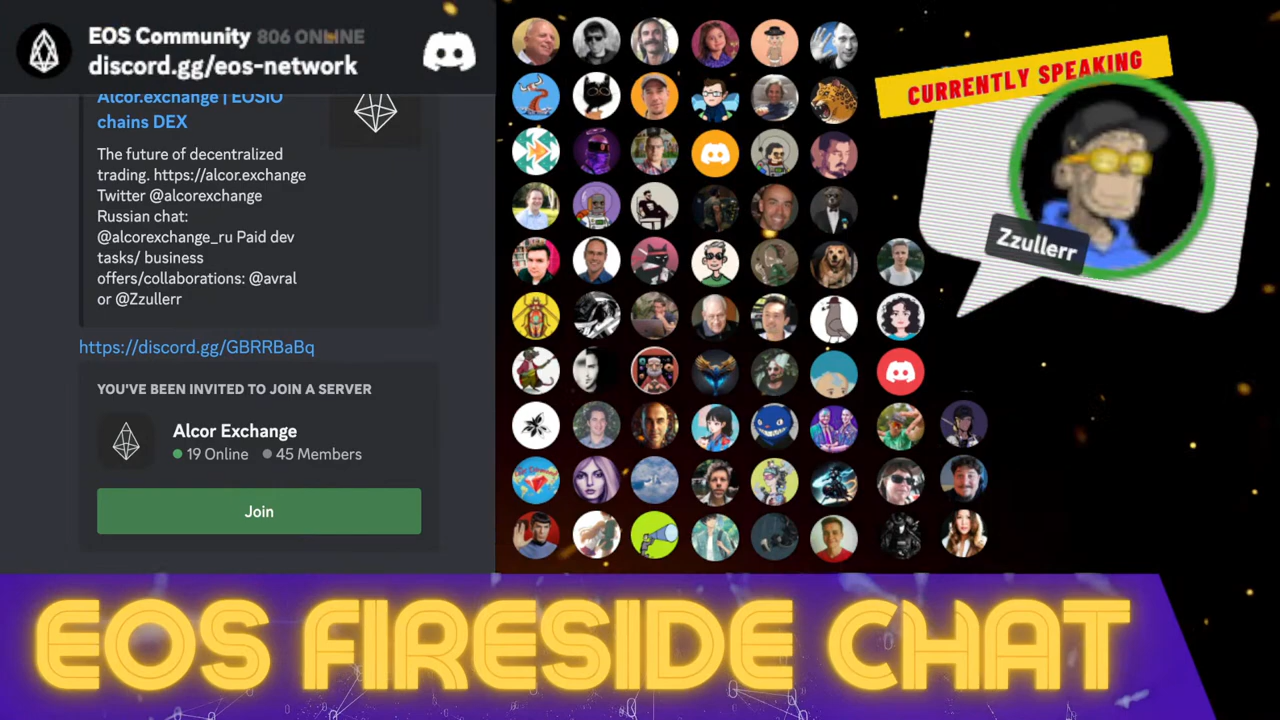 EOS Community 806 ONLINE
discord.gg/eos-network
Alcor.exchange | EOSIO
chains DEX
The future of decentralized
trading. https://alcor.exchange
Twitter @alcorexchange
Russian chat:
@alcorexchange_ru Paid dev
tasks/ business
offers/collaborations: @avral
or @Zzullerr
https://discord.gg/GBRRBaBq
YOU'VE BEEN INVITED TO JOIN A SERVER
Alcor Exchange
19 Online 45 Members
Join
CURRENTLY SPEAKING
Zzullerr
EOS FIRESIDE CHAT